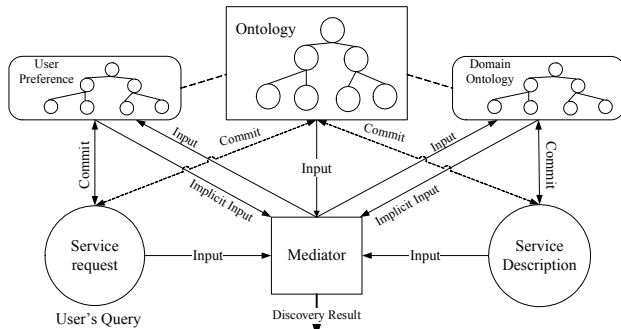 Ontology
User
Preference
Domain
Ontology
Input
Commit
Commit
Input
Commit
Input
Commit
Implicit Input
Implicit Input
Service
request
Input
Mediator
Input
Service
Description
User's Query
Discovery Result